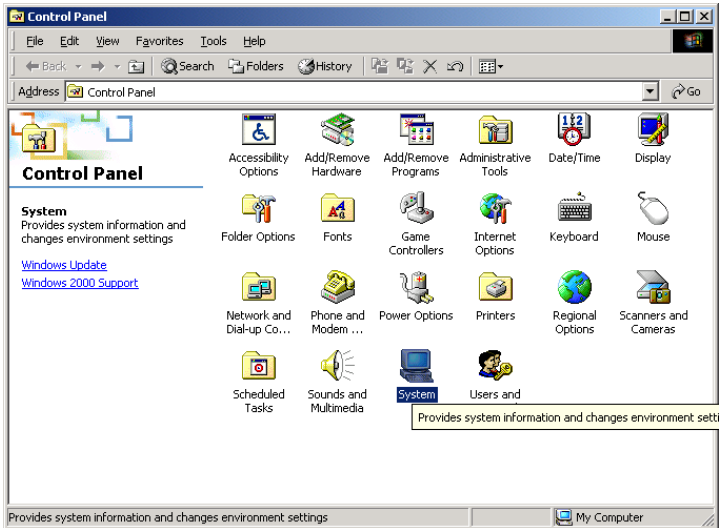 Control Panel
File Edit View Favorites Tools Help
Back Search Folders History
Address Control Panel Go
Control Panel
System
Provides system information and
changes environment settings
Windows Update
Windows 2000 Support
Accessibility
Options
Add/Remove
Hardware
Add/Remove
Programs
Administrative
Tools
12
Date/Time
Display
Folder Options
Fonts
Game
Controllers
Internet
Options
Keyboard
Mouse
Network and
Dial-up Co...
Phone and
Modem ...
Power Options
Printers
Regional
Options
Scanners and
Cameras
Scheduled
Tasks
Sounds and
Multimedia
System
Users and
Provides system information and changes environment setti
Provides system information and changes environment settings
My Computer